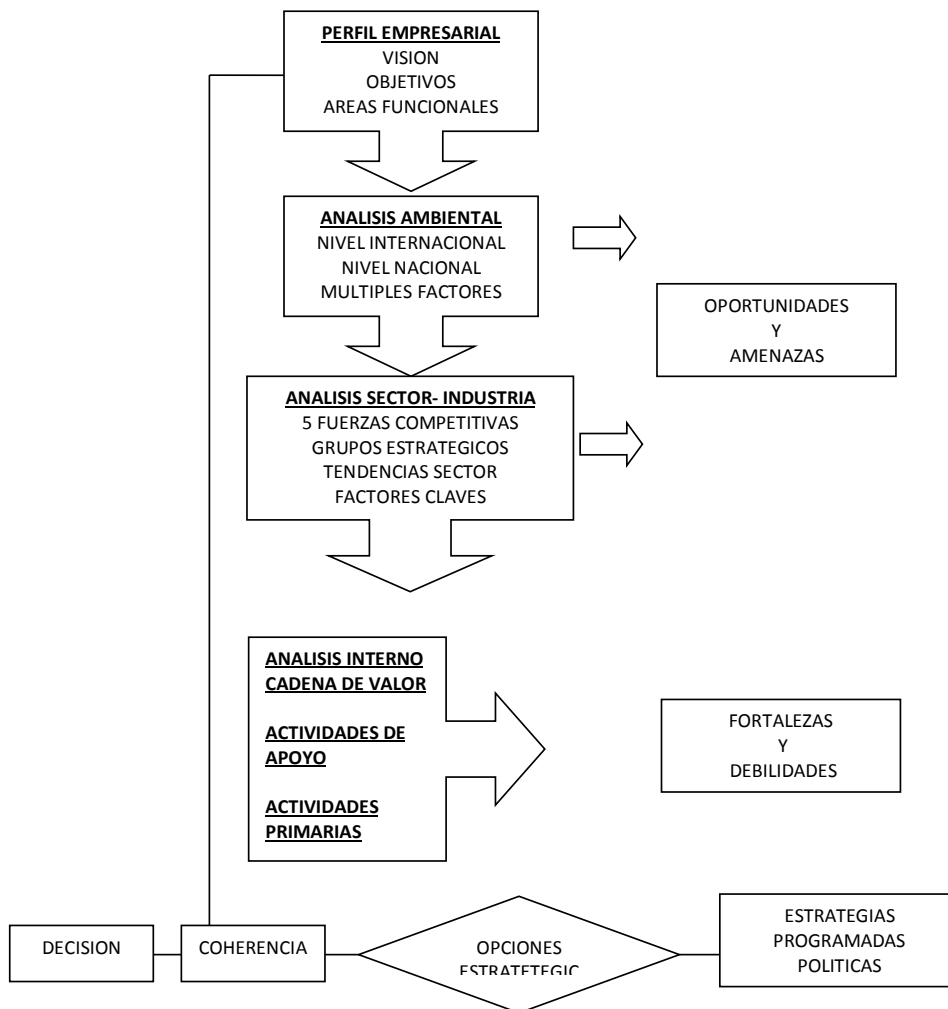 PERFIL EMPRESARIAL
VISION
OBJETIVOS
AREAS FUNCIONALES
ANALISIS AMBIENTAL
NIVEL INTERNACIONAL
NIVEL NACIONAL
MULTIPLES FACTORES
OPORTUNIDADES
Y
AMENAZAS
ANALISIS SECTOR- INDUSTRIA
5 FUERZAS COMPETITIVAS
GRUPOS ESTRATEGICOS
TENDENCIAS SECTOR
FACTORES CLAVES
ANALISIS INTERNO
CADENA DE VALOR
ACTIVIDADES DE
APOYO
ACTIVIDADES
PRIMARIAS
FORTALEZAS
Y
DEBILIDADES
DECISION
COHERENCIA
OPCIONES
ESTRATETEGIC
ESTRATEGIAS
PROGRAMADAS
POLITICAS